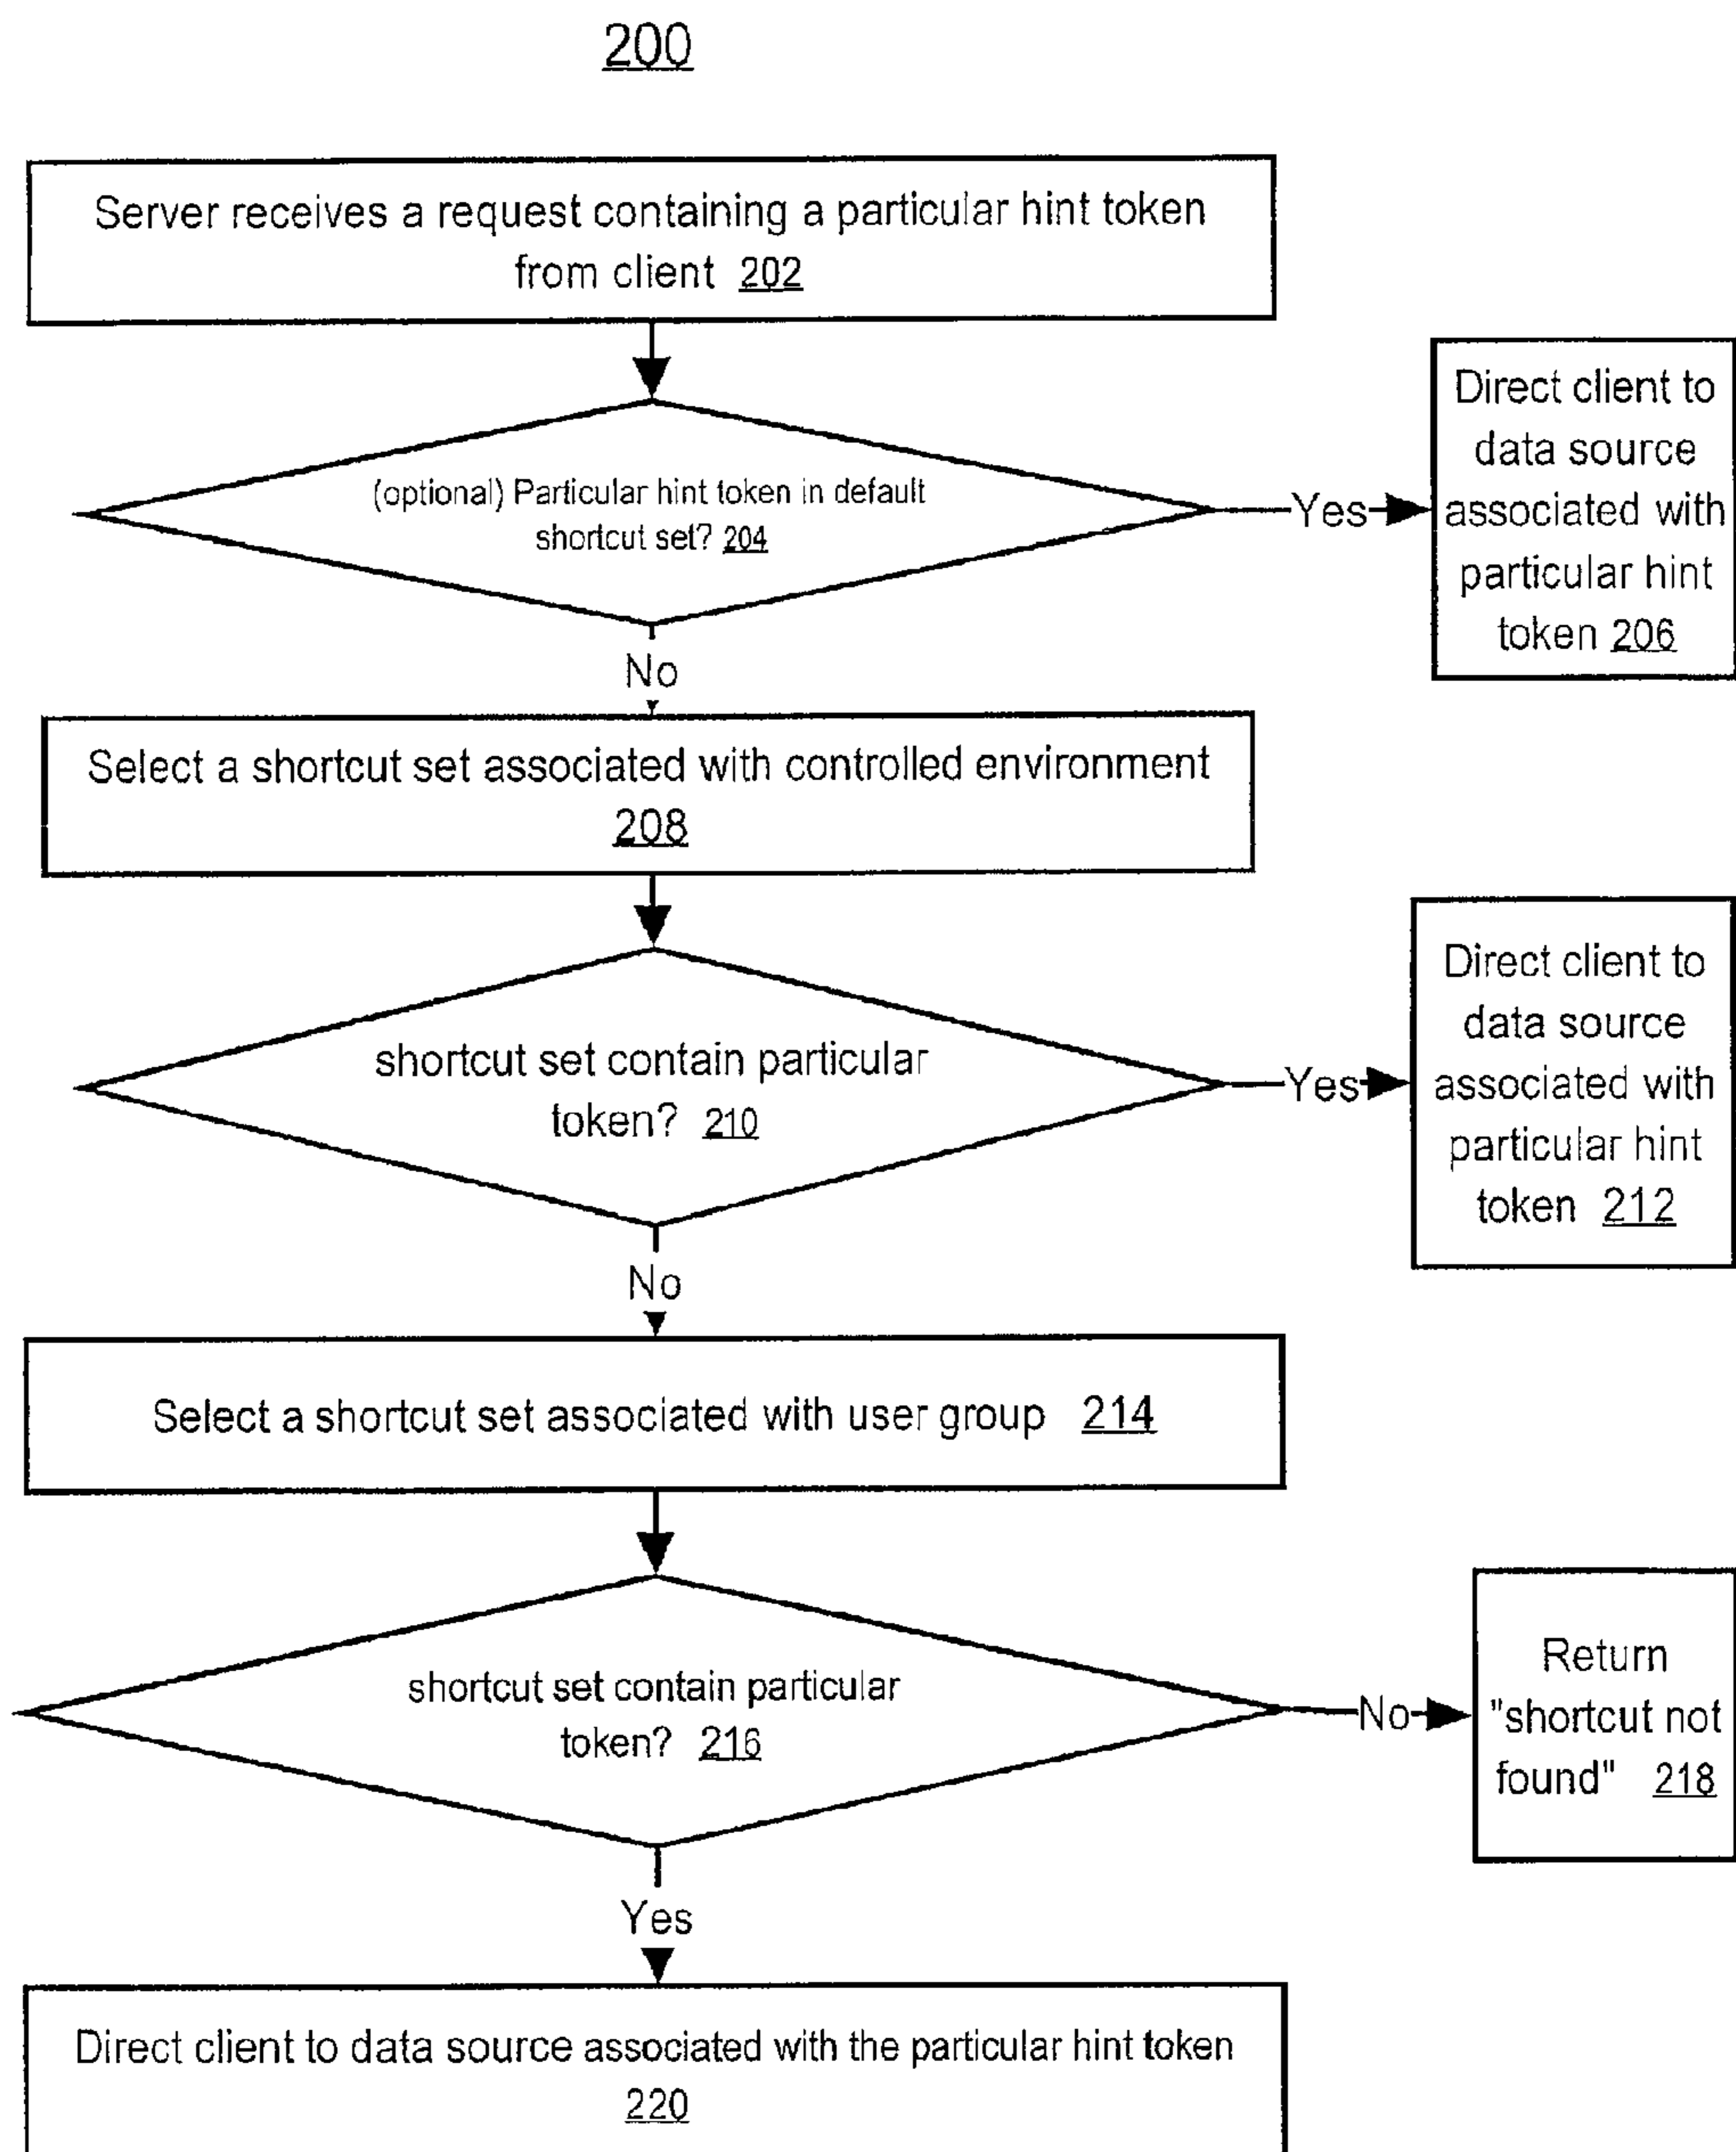 200
Server receives a request containing a particular hint token
from client 202
(optional) Particular hint token in default
shortcut set? 204
Yes
Direct client to
data source
associated with
particular hint
token 206
No
Select a shortcut set associated with controlled environment
208
shortcut set contain particular
token? 210
Yes
Direct client to
data source
associated with
particular hint
token 212
No
Select a shortcut set associated with user group 214
shortcut set contain particular
token? 216
No
Return
"shortcut not
found" 218
Yes
Direct client to data source associated with the particular hint token
220